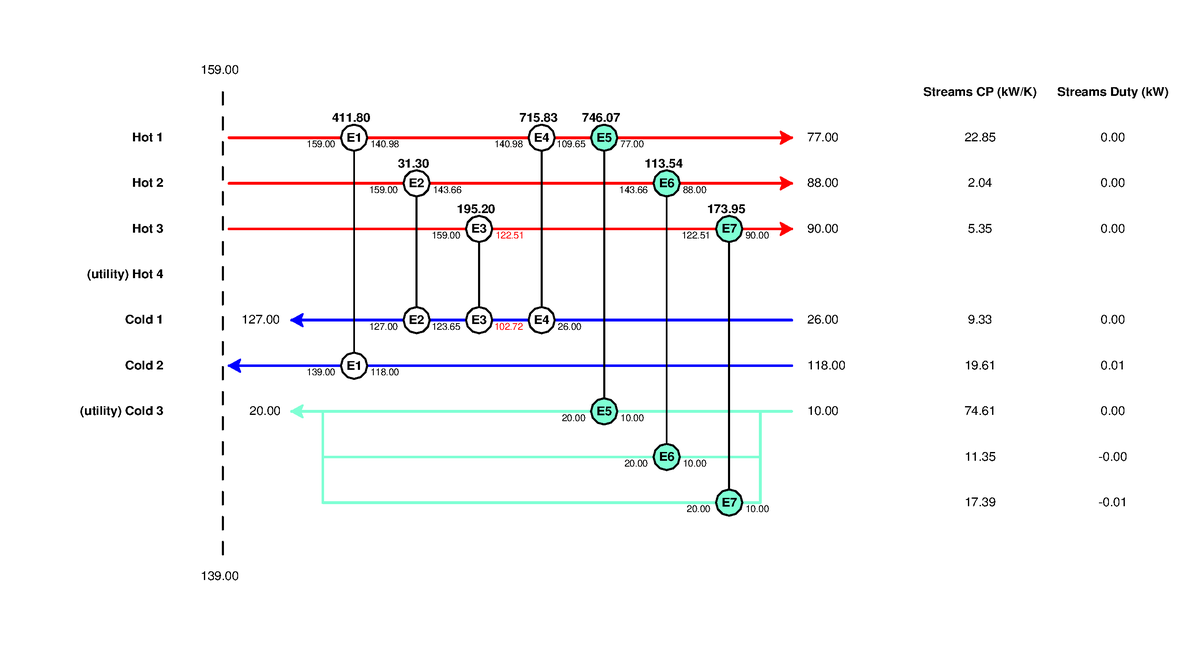 159.00
Streams CP (kW/K) Streams Duty (kW)
411.80 715.83 746.07
Hot 1 E1 E4 E5 77.00 22.85 0.00
159.00 140.98 140.98 109.65 77.00
31.30 113.54
Hot 2 E2 E6 88.00 2.04 0.00
159.00 143.66 143.66 88.00
195.20 173.95
Hot 3 E3 E7 90.00 5.35 0.00
159.00 122.51 122.51 90.00
(utility) Hot 4
Cold 1 127.00 E2 E3 E4 26.00 9.33 0.00
127.00 123.65 102.72 26.00
Cold 2 E1 118.00 19.61 0.01
139.00 118.00
(utility) Cold 3 20.00 E5 10.00 74.61 0.00
20.00 10.00
E6 11.35 -0.00
20.00 10.00
E7 17.39 -0.01
20.00 10.00
139.00